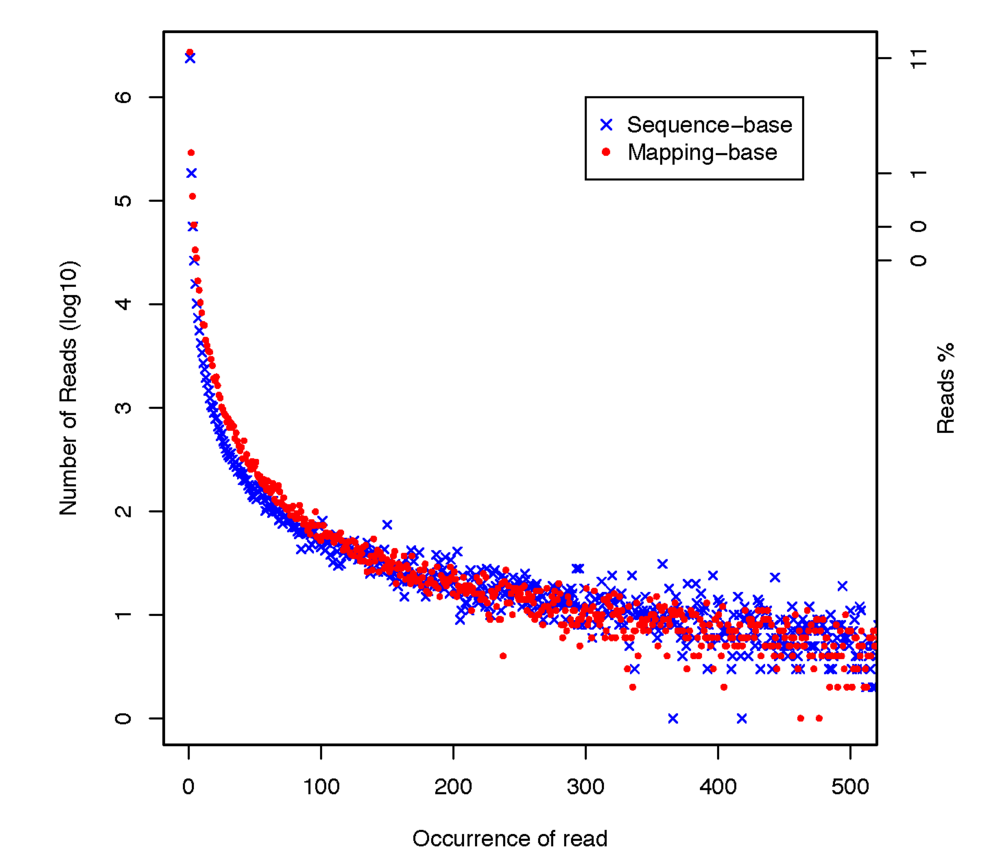 Sequence−base
Mapping−base
6
5
4
3
2
1
0
Number of Reads (log10)
11
1
0
0
Reads %
0 100 200 300 400 500
Occurrence of read